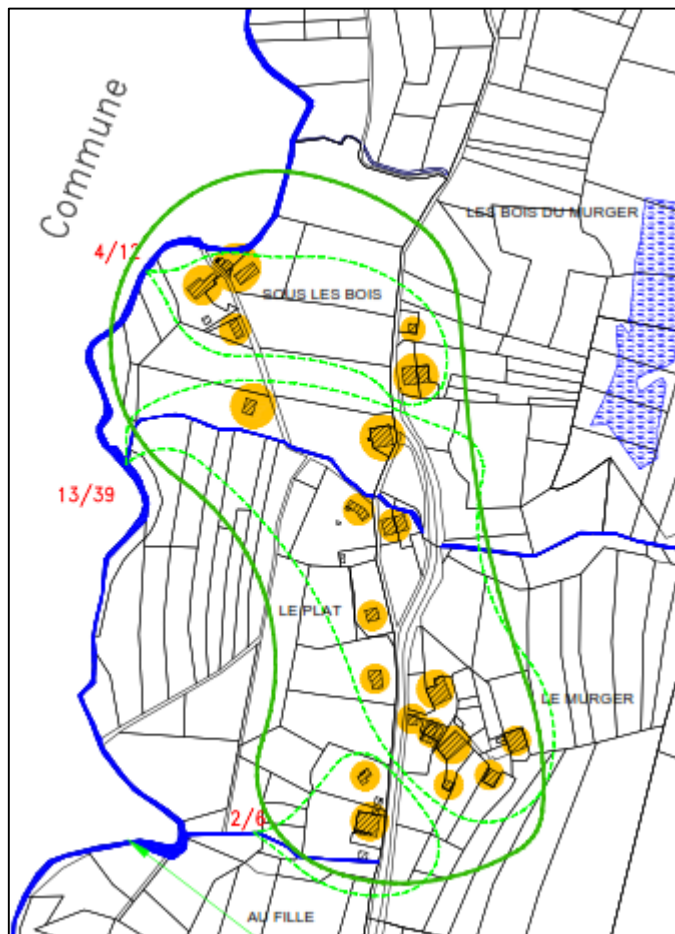 Commune
LES BOIS DU MURGER
4/12
SOUS LES BOIS
13/39
LE PLAT
LE MURGER
2/6
AU FILLE